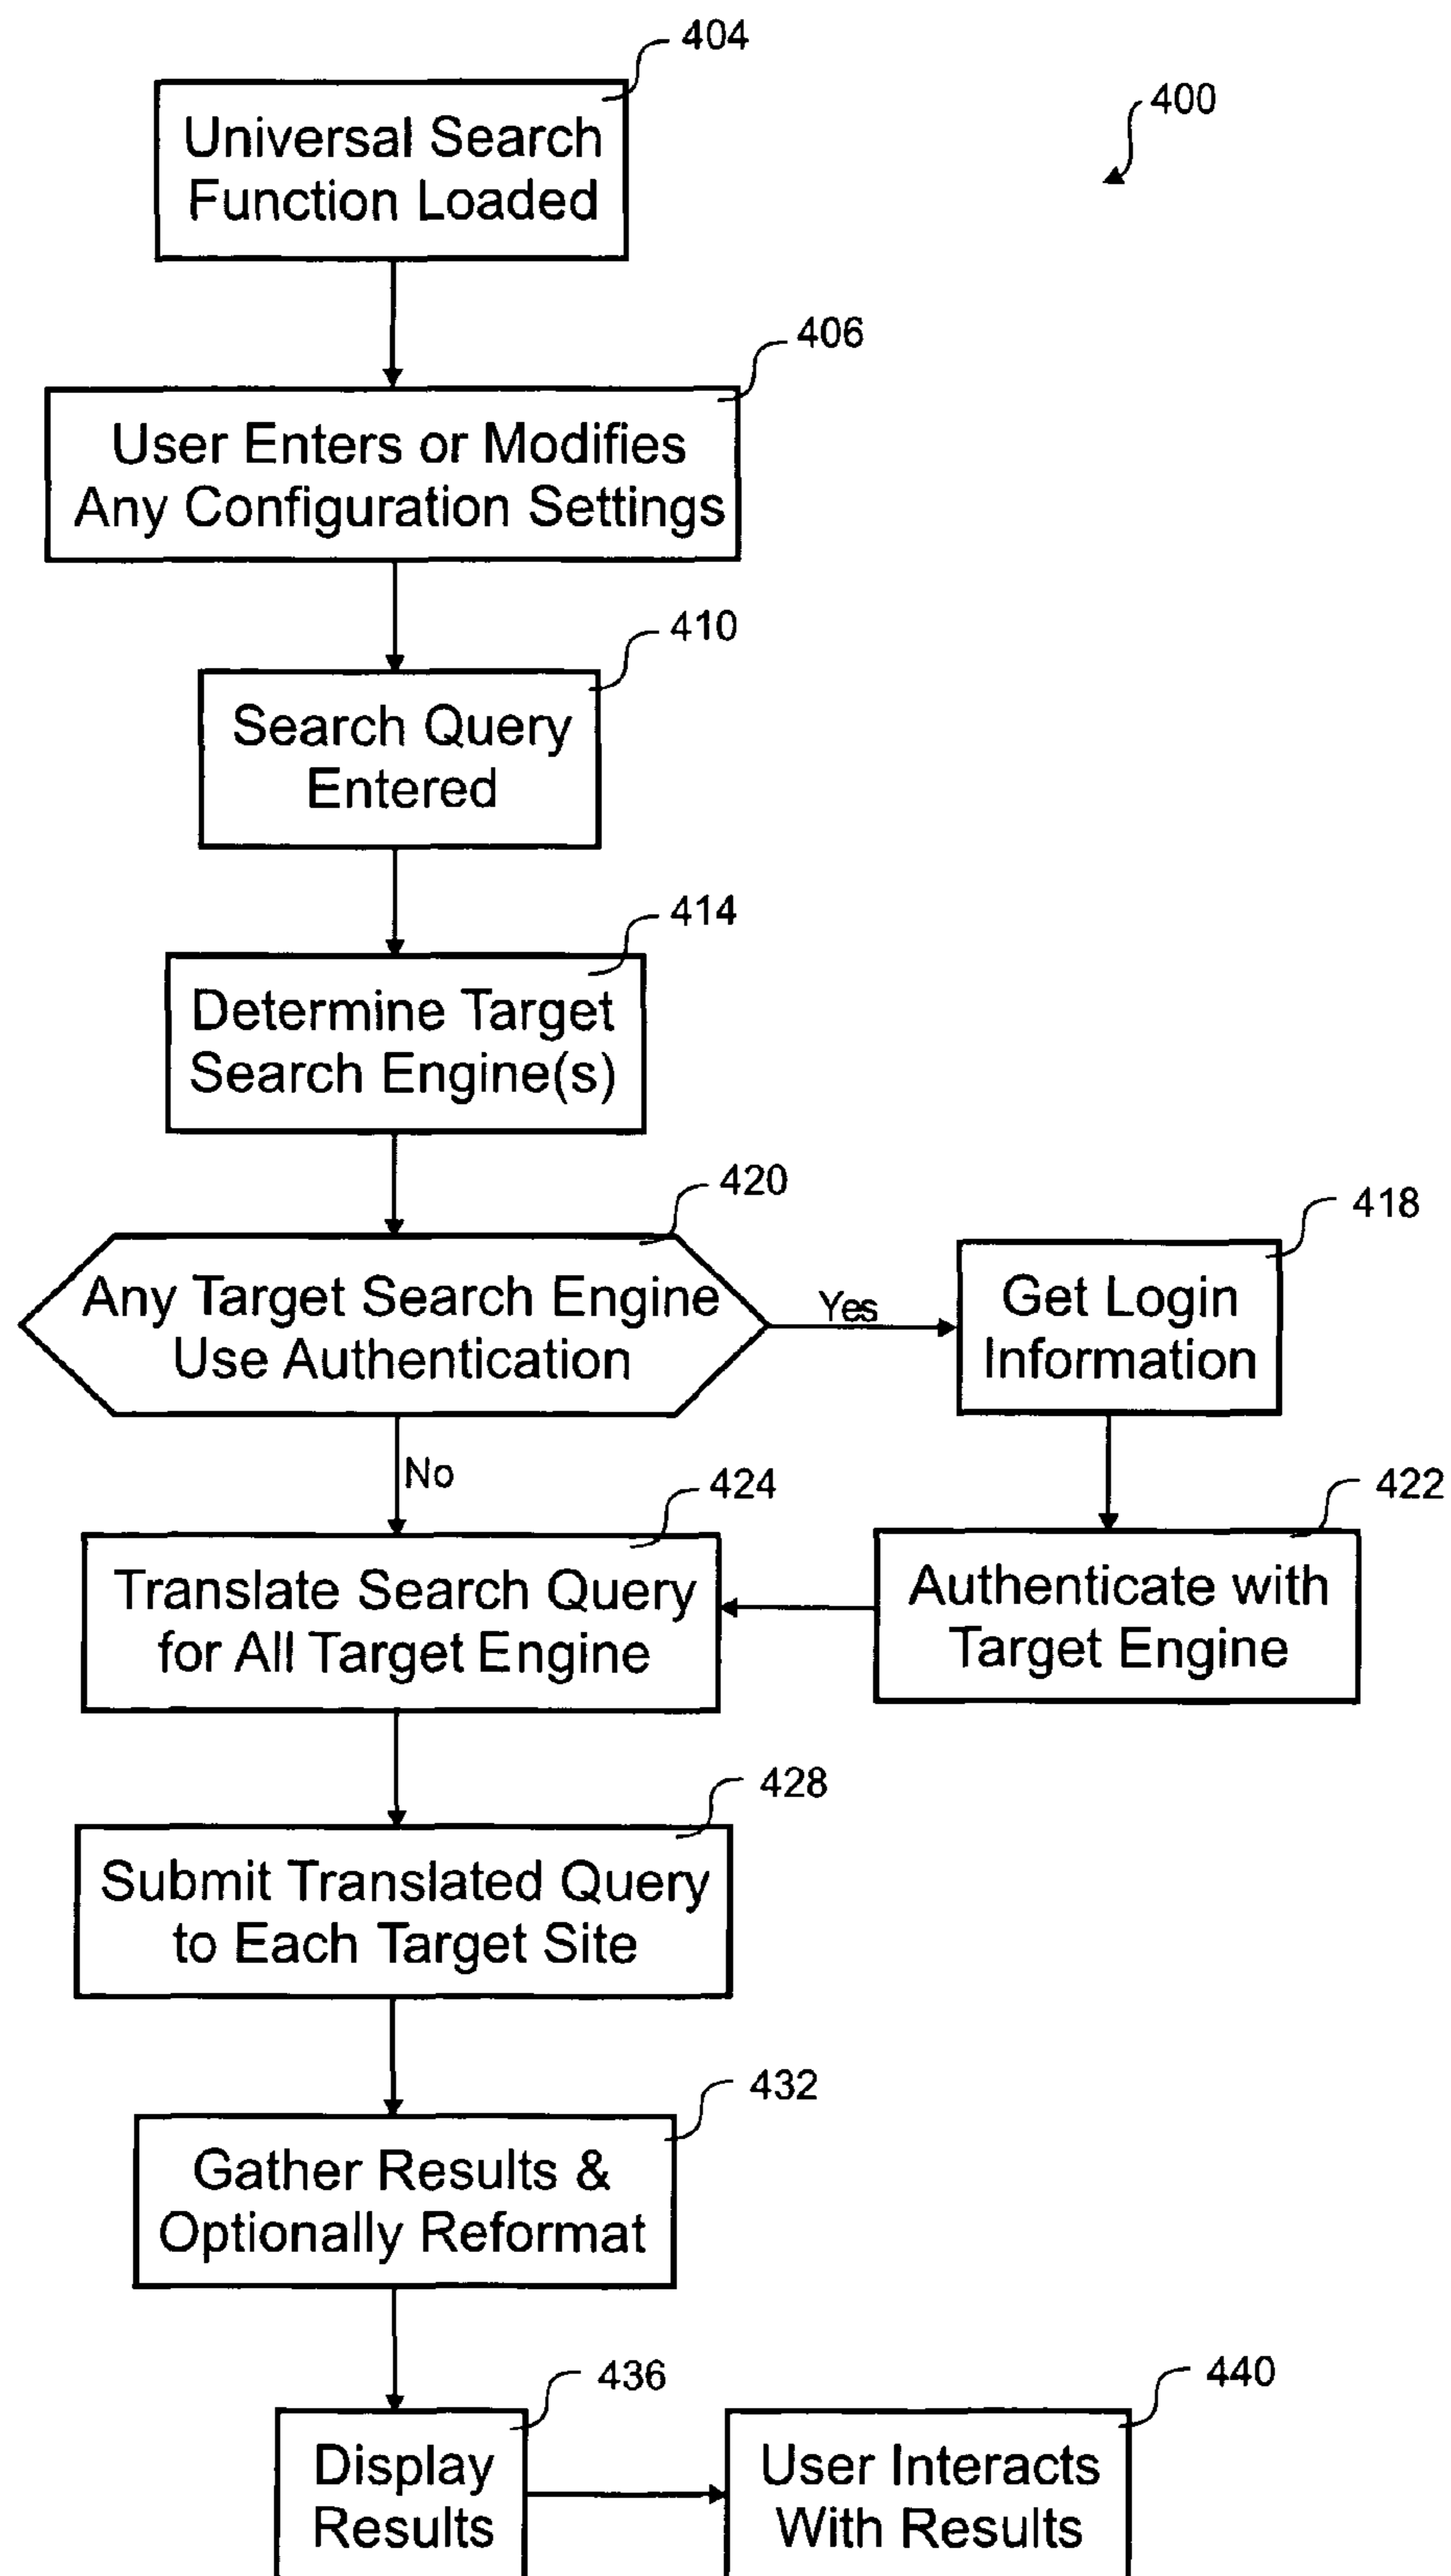 404
400
Universal Search
Function Loaded
406
User Enters or Modifies
Any Configuration Settings
410
Search Query
Entered
414
Determine Target
Search Engine(s)
420
418
Any Target Search Engine
Use Authentication
Yes
Get Login
Information
No
424
422
Translate Search Query
for All Target Engine
Authenticate with
Target Engine
428
Submit Translated Query
to Each Target Site
432
Gather Results &
Optionally Reformat
436
440
Display
Results
User Interacts
With Results